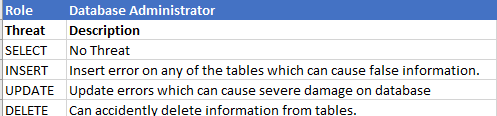 Role Database Administrator
Threat Description
SELECT No Threat
INSERT Insert error on any of the tables which can cause false information.
UPDATE Update errors which can cause severe damage on database
DELETE Can accidently delete information from tables.